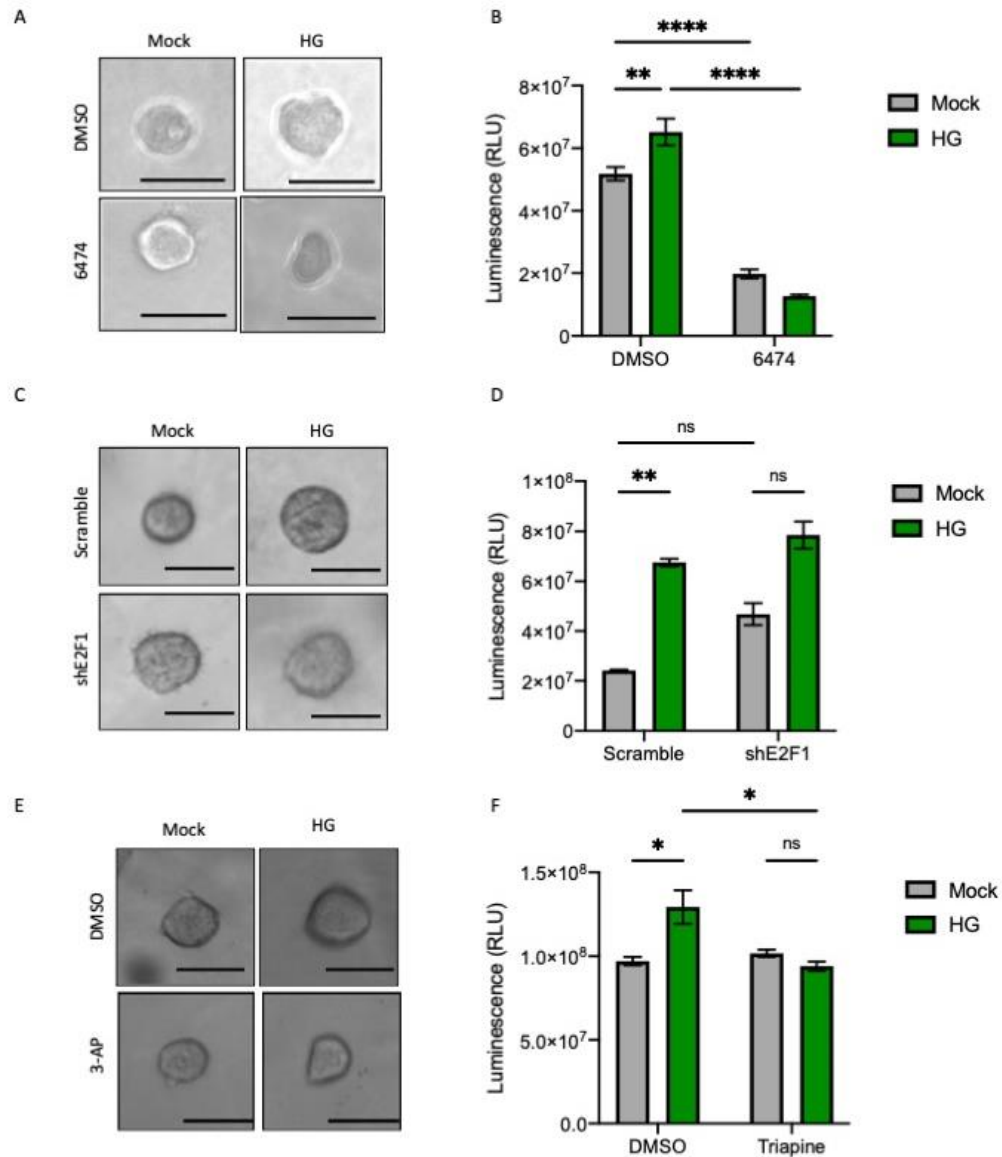 A
Mock HG
DMSO
6474
B
****
** ****
8×10⁷
6×10⁷
4×10⁷
2×10⁷
0
Luminescence (RLU)
DMSO 6474
Mock
HG
C
Mock HG
Scramble
shE2F1
D
ns
** ns
1×10⁸
8×10⁷
6×10⁷
4×10⁷
2×10⁷
0
Luminescence (RLU)
Scramble shE2F1
Mock
HG
E
Mock HG
DMSO
3-AP
F
*
* ns
1.5×10⁸
1.0×10⁸
5.0×10⁷
0.0
Luminescence (RLU)
DMSO Triapine
Mock
HG